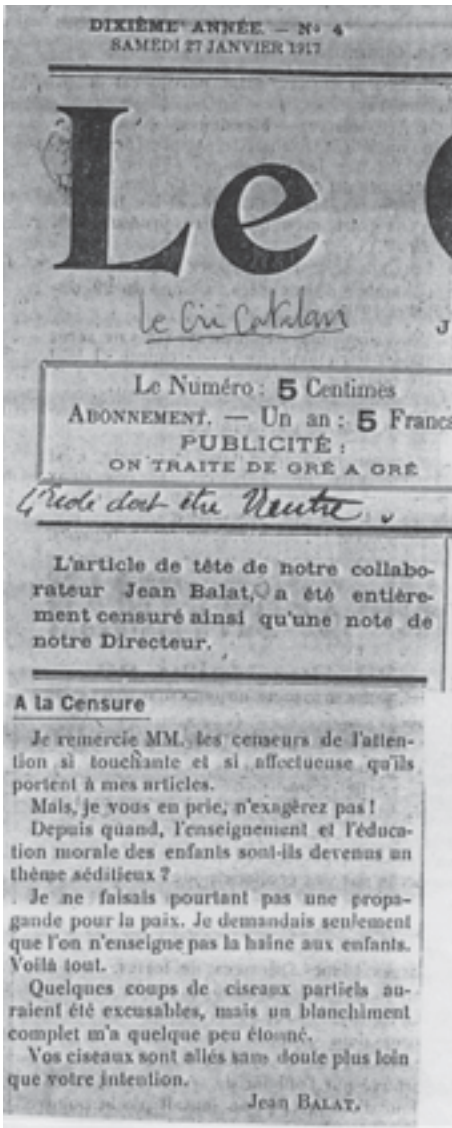 DIXIÈME ANNÉE. — No 4
SAMEDI 27 JANVIER 1917
Le C
le Cri Catalan
J
Le Numéro : 5 Centimes
ABONNEMENT. — Un an : 5 Francs
PUBLICITÉ :
ON TRAITE DE GRÉ A GRÉ
doit être Neutre.
L'article de tête de notre collabo-
rateur Jean Balat, a été entière-
ment censuré ainsi qu'une note de
notre Directeur.
A la Censure
Je remercie MM. les censeurs de l'atten-
tion si touchante et si affectueuse qu'ils
portent à mes articles.
Mais, je vous en prie, n'exagérez pas !
Depuis quand, l'enseignement et l'éduca-
tion morale des enfants sont-ils devenus un
thème séditieux ?
Je ne faisais pourtant pas une propa-
gande pour la paix. Je demandais seulement
que l'on n'enseigne pas la haine aux enfants.
Voilà tout.
Quelques coups de ciseaux partiels au-
raient été excusables, mais un blanchiment
complet m'a quelque peu étonné.
Vos ciseaux sont allés sans doute plus loin
que votre intention.
Jean BALAT.